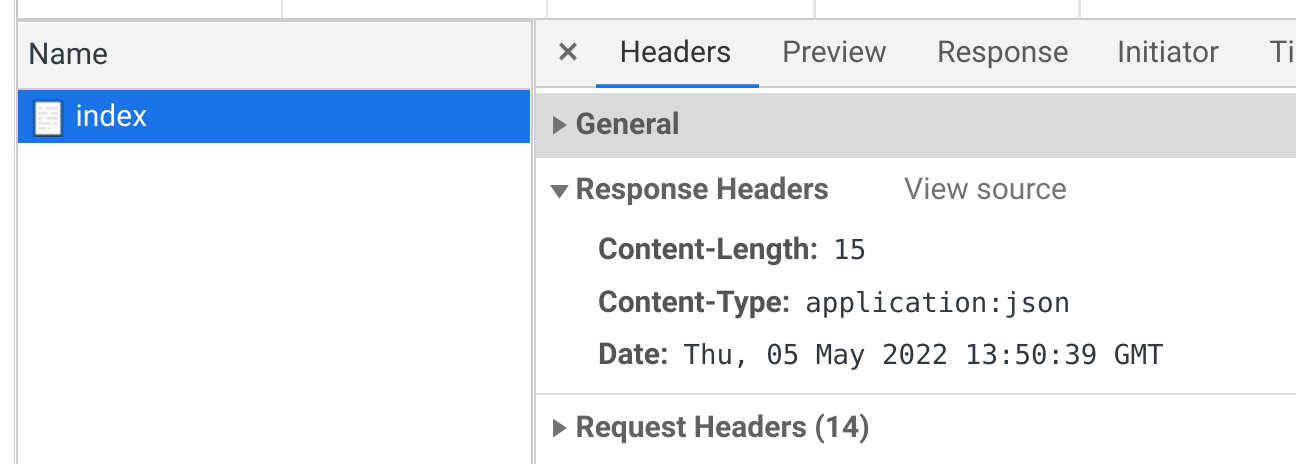 Name
index
Headers Preview Response Initiator Ti
General
Response Headers View source
Content-Length: 15
Content-Type: application:json
Date: Thu, 05 May 2022 13:50:39 GMT
Request Headers (14)